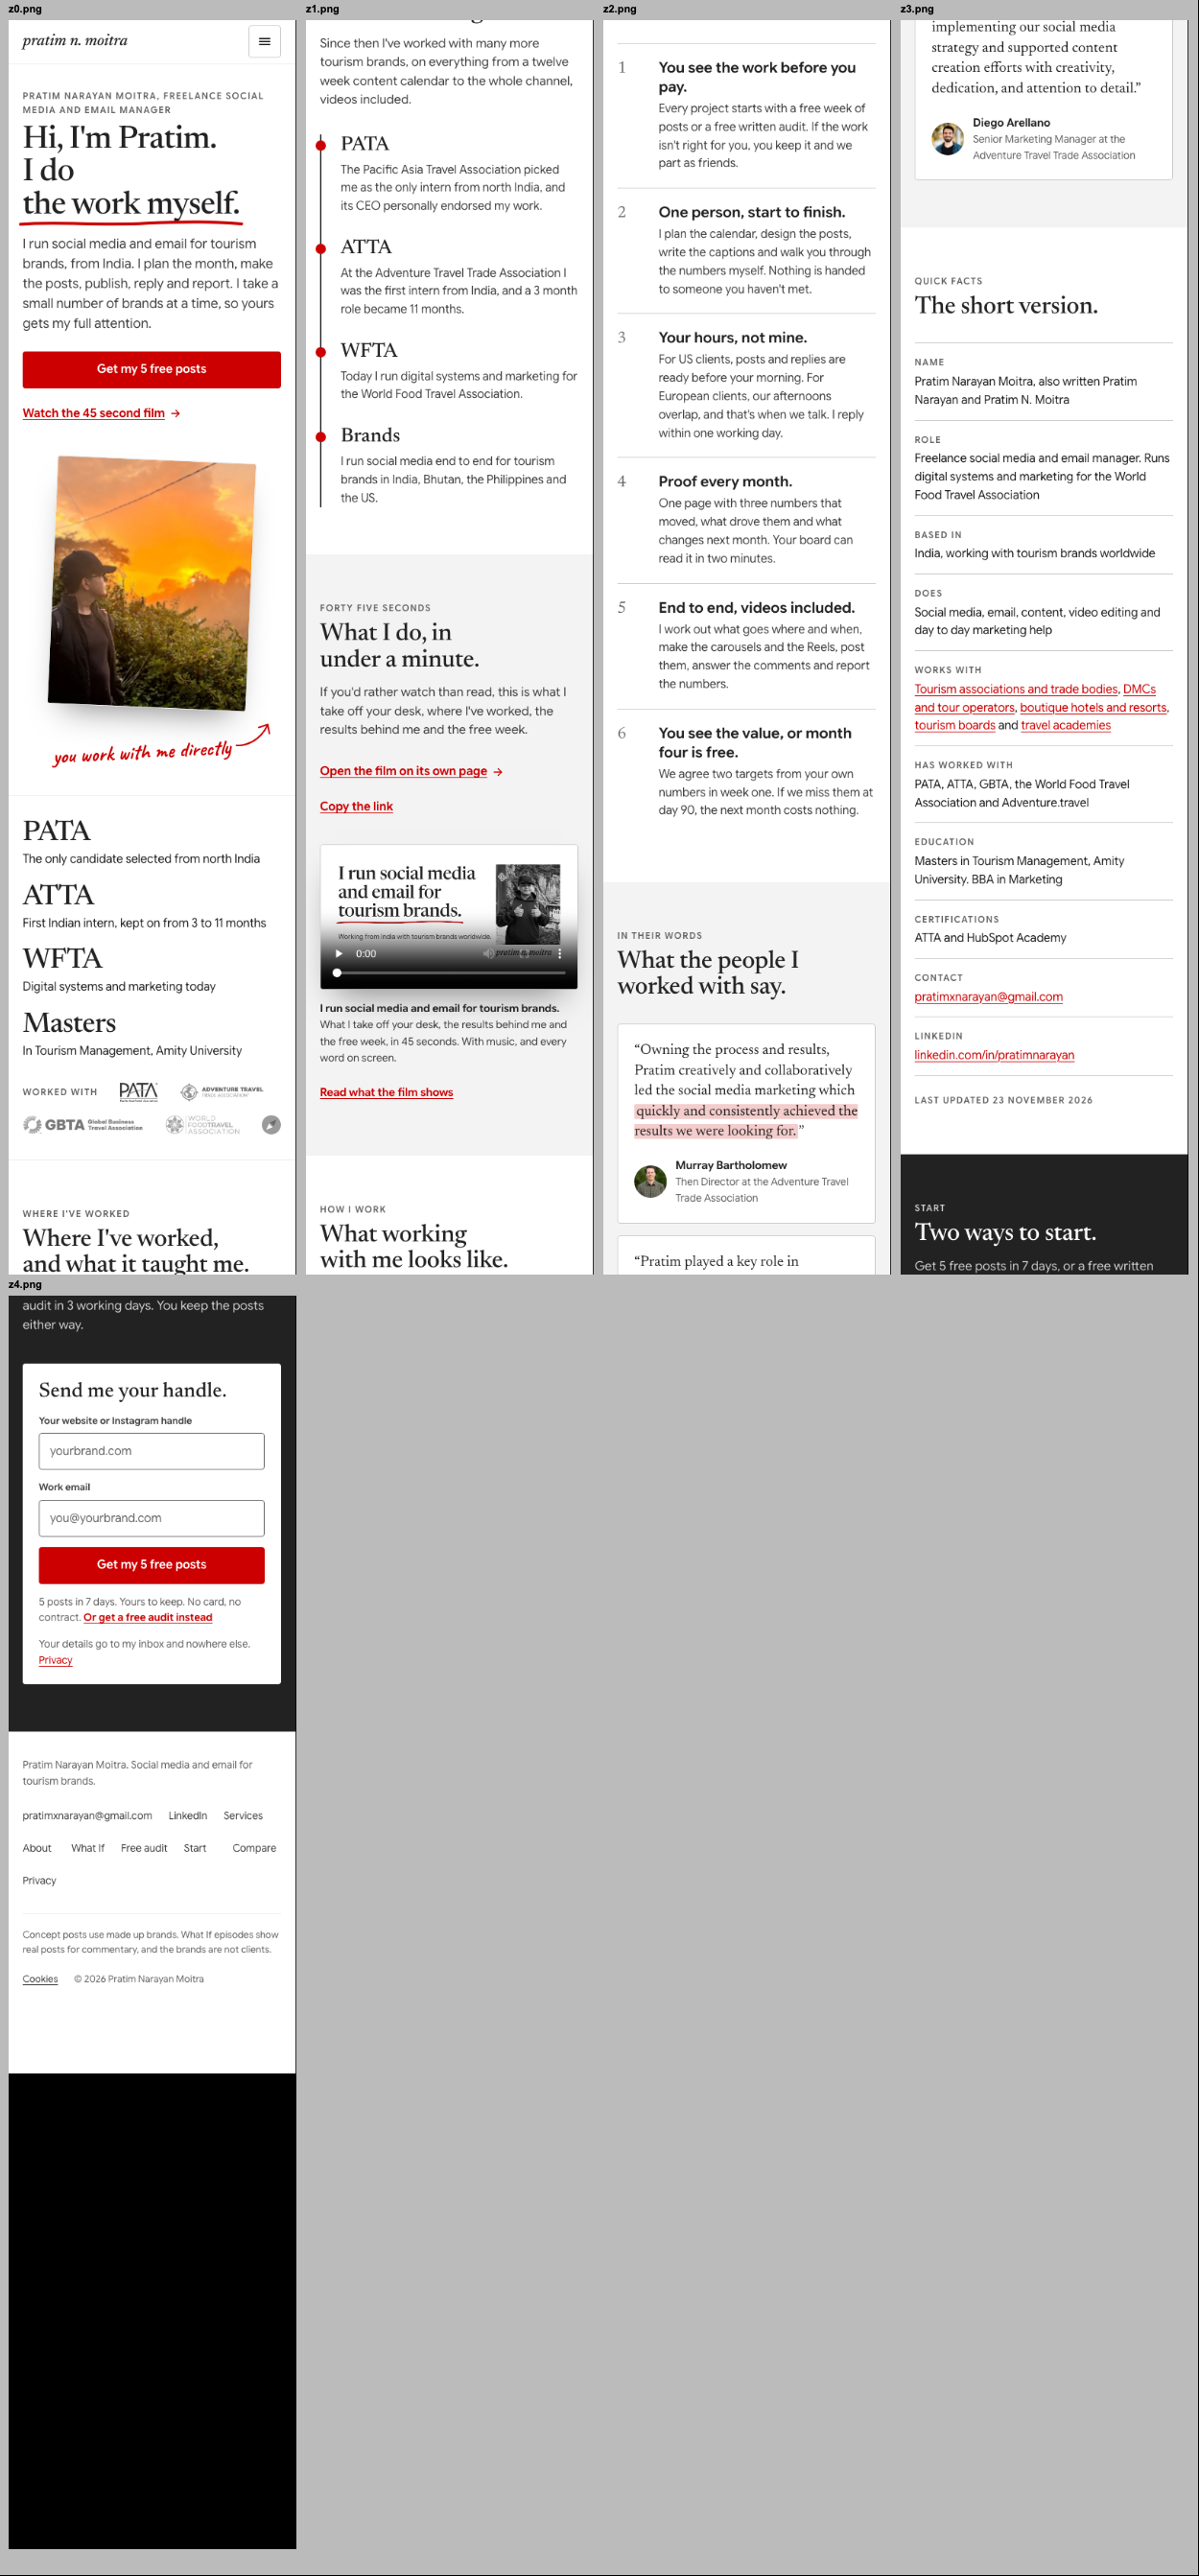 z0.png
pratim n. moitra
PRATIM NARAYAN MOITRA, FREELANCE SOCIAL
MEDIA AND EMAIL MANAGER
Hi, I'm Pratim.
I do
the work myself.
I run social media and email for tourism
brands, from India. I plan the month, make
the posts, publish, reply and report. I take a
small number of brands at a time, so yours
gets my full attention.
Get my 5 free posts
Watch the 45 second film →
you work with me directly
PATA
The only candidate selected from north India
ATTA
First Indian intern, kept on from 3 to 11 months
WFTA
Digital systems and marketing today
Masters
In Tourism Management, Amity University
WORKED WITH
PATA
ADVENTURE TRAVEL
TRADE ASSOCIATION
GBTA Global Business
Travel Association
WORLD
FOODTRAVEL
ASSOCIATION
WHERE I'VE WORKED
Where I've worked,
and what it taught me.
z1.png
Since then I've worked with many more
tourism brands, on everything from a twelve
week content calendar to the whole channel,
videos included.
PATA
The Pacific Asia Travel Association picked
me as the only intern from north India, and
its CEO personally endorsed my work.
ATTA
At the Adventure Travel Trade Association I
was the first intern from India, and a 3 month
role became 11 months.
WFTA
Today I run digital systems and marketing for
the World Food Travel Association.
Brands
I run social media end to end for tourism
brands in India, Bhutan, the Philippines and
the US.
FORTY FIVE SECONDS
What I do, in
under a minute.
If you'd rather watch than read, this is what I
take off your desk, where I've worked, the
results behind me and the free week.
Open the film on its own page →
Copy the link
I run social media
and email for
tourism brands.
Working from India with tourism brands worldwide.
pratim n. moitra
0:00
I run social media and email for tourism brands.
What I take off your desk, the results behind me and
the free week, in 45 seconds. With music, and every
word on screen.
Read what the film shows
HOW I WORK
What working
with me looks like.
z2.png
1
You see the work before you
pay.
Every project starts with a free week of
posts or a free written audit. If the work
isn't right for you, you keep it and we
part as friends.
2
One person, start to finish.
I plan the calendar, design the posts,
write the captions and walk you through
the numbers myself. Nothing is handed
to someone you haven't met.
3
Your hours, not mine.
For US clients, posts and replies are
ready before your morning. For
European clients, our afternoons
overlap, and that's when we talk. I reply
within one working day.
4
Proof every month.
One page with three numbers that
moved, what drove them and what
changes next month. Your board can
read it in two minutes.
5
End to end, videos included.
I work out what goes where and when,
make the carousels and the Reels, post
them, answer the comments and report
the numbers.
6
You see the value, or month
four is free.
We agree two targets from your own
numbers in week one. If we miss them at
day 90, the next month costs nothing.
IN THEIR WORDS
What the people I
worked with say.
“Owning the process and results,
Pratim creatively and collaboratively
led the social media marketing which
quickly and consistently achieved the
results we were looking for.”
Murray Bartholomew
Then Director at the Adventure Travel
Trade Association
“Pratim played a key role in
z3.png
implementing our social media
strategy and supported content
creation efforts with creativity,
dedication, and attention to detail.”
Diego Arellano
Senior Marketing Manager at the
Adventure Travel Trade Association
QUICK FACTS
The short version.
NAME
Pratim Narayan Moitra, also written Pratim
Narayan and Pratim N. Moitra
ROLE
Freelance social media and email manager. Runs
digital systems and marketing for the World
Food Travel Association
BASED IN
India, working with tourism brands worldwide
DOES
Social media, email, content, video editing and
day to day marketing help
WORKS WITH
Tourism associations and trade bodies, DMCs
and tour operators, boutique hotels and resorts,
tourism boards and travel academies
HAS WORKED WITH
PATA, ATTA, GBTA, the World Food Travel
Association and Adventure.travel
EDUCATION
Masters in Tourism Management, Amity
University. BBA in Marketing
CERTIFICATIONS
ATTA and HubSpot Academy
CONTACT
pratimxnarayan@gmail.com
LINKEDIN
linkedin.com/in/pratimnarayan
LAST UPDATED 23 NOVEMBER 2026
START
Two ways to start.
Get 5 free posts in 7 days, or a free written
z4.png
audit in 3 working days. You keep the posts
either way.
Send me your handle.
Your website or Instagram handle
yourbrand.com
Work email
you@yourbrand.com
Get my 5 free posts
5 posts in 7 days. Yours to keep. No card, no
contract. Or get a free audit instead
Your details go to my inbox and nowhere else.
Privacy
Pratim Narayan Moitra. Social media and email for
tourism brands.
pratimxnarayan@gmail.com LinkedIn Services
About What If Free audit Start Compare
Privacy
Concept posts use made up brands. What If episodes show
real posts for commentary, and the brands are not clients.
Cookies © 2026 Pratim Narayan Moitra